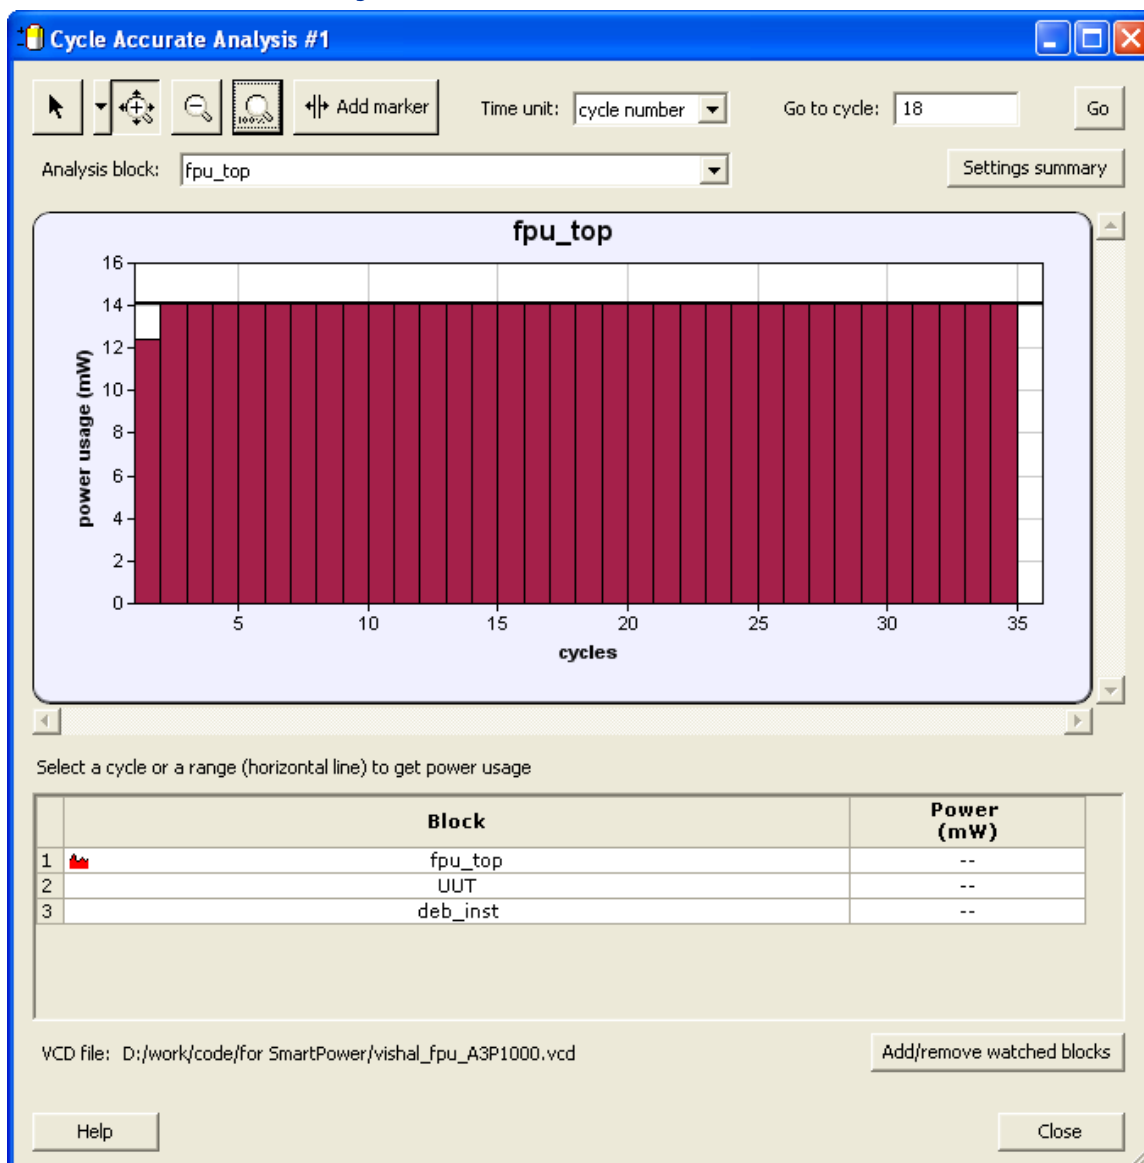 Cycle Accurate Analysis #1
100% Add marker Time unit: cycle number Go to cycle: 18 Go
Analysis block: fpu_top Settings summary
fpu_top
16
14
12
10
8
6
4
2
0
power usage (mW)
5 10 15 20 25 30 35
cycles
Select a cycle or a range (horizontal line) to get power usage
Block Power
(mW)
1 fpu_top --
2 UUT --
3 deb_inst --
VCD file: D:/work/code/for SmartPower/vishal_fpu_A3P1000.vcd Add/remove watched blocks
Help Close